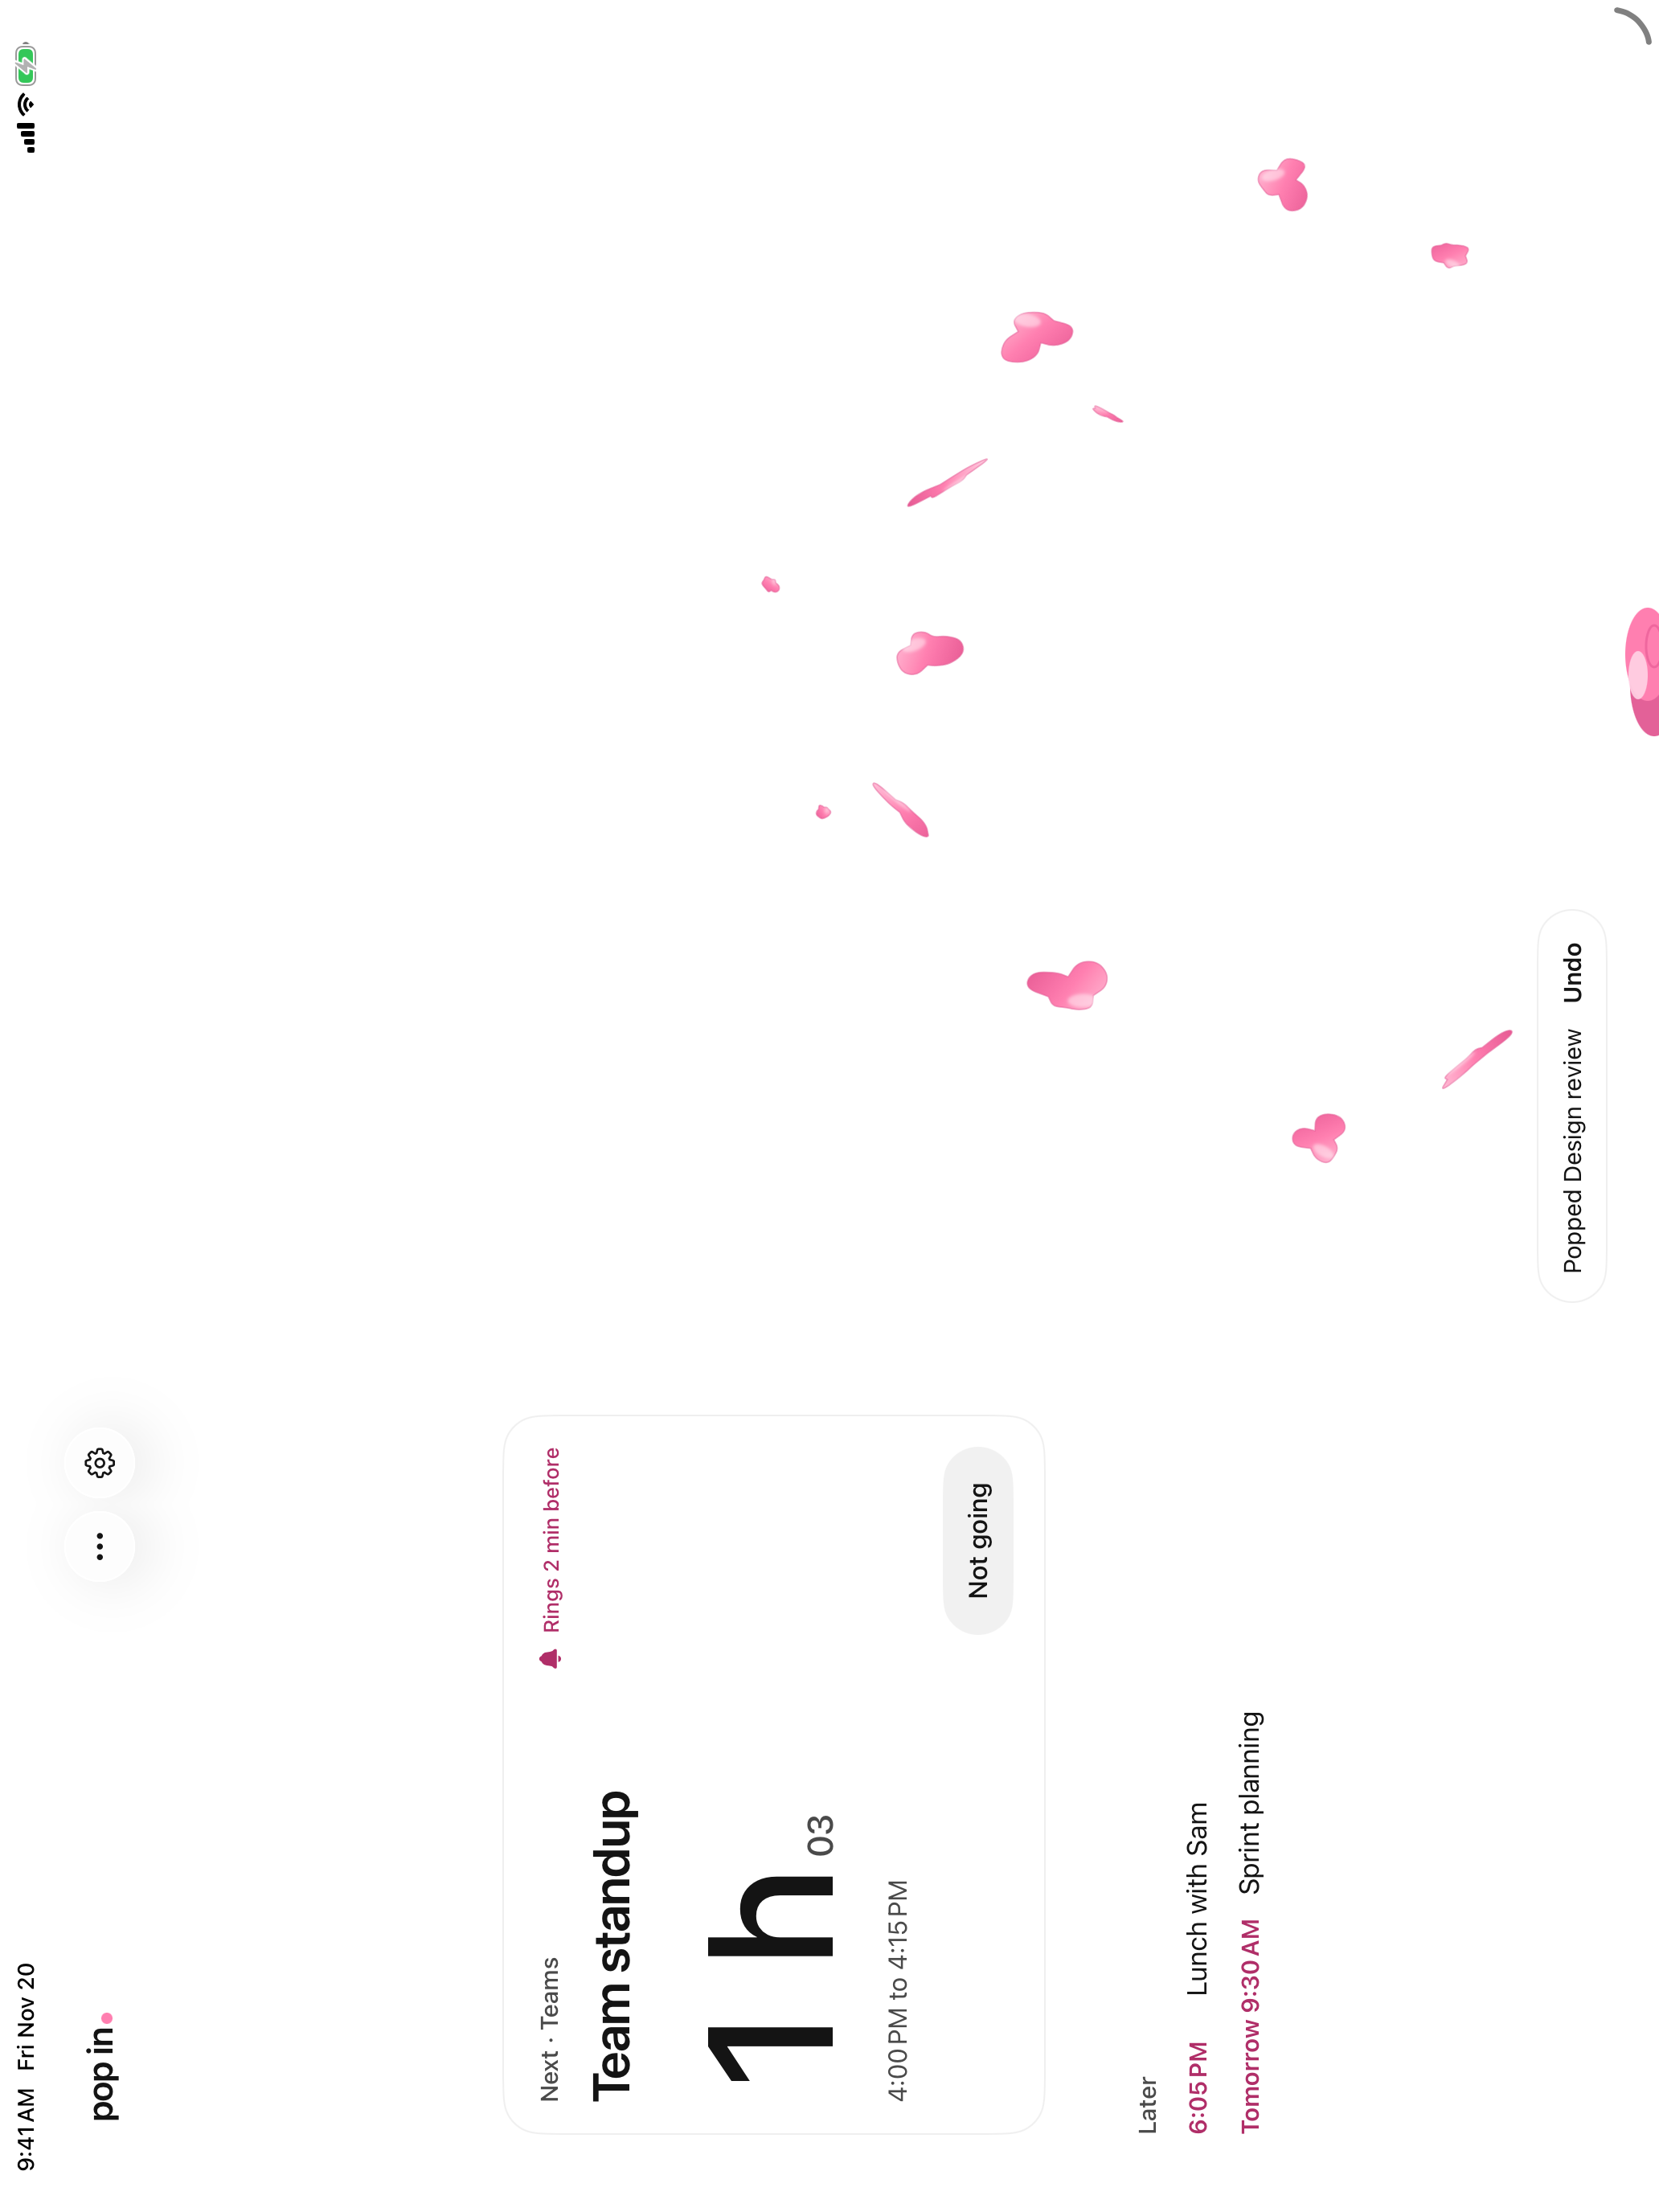 9:41 AM Fri Nov 20
pop in
Next · Teams
Rings 2 min before
Team standup
1 h 03
4:00 PM to 4:15 PM
Not going
Later
6:05 PM Lunch with Sam
Tomorrow 9:30 AM Sprint planning
Popped Design review Undo